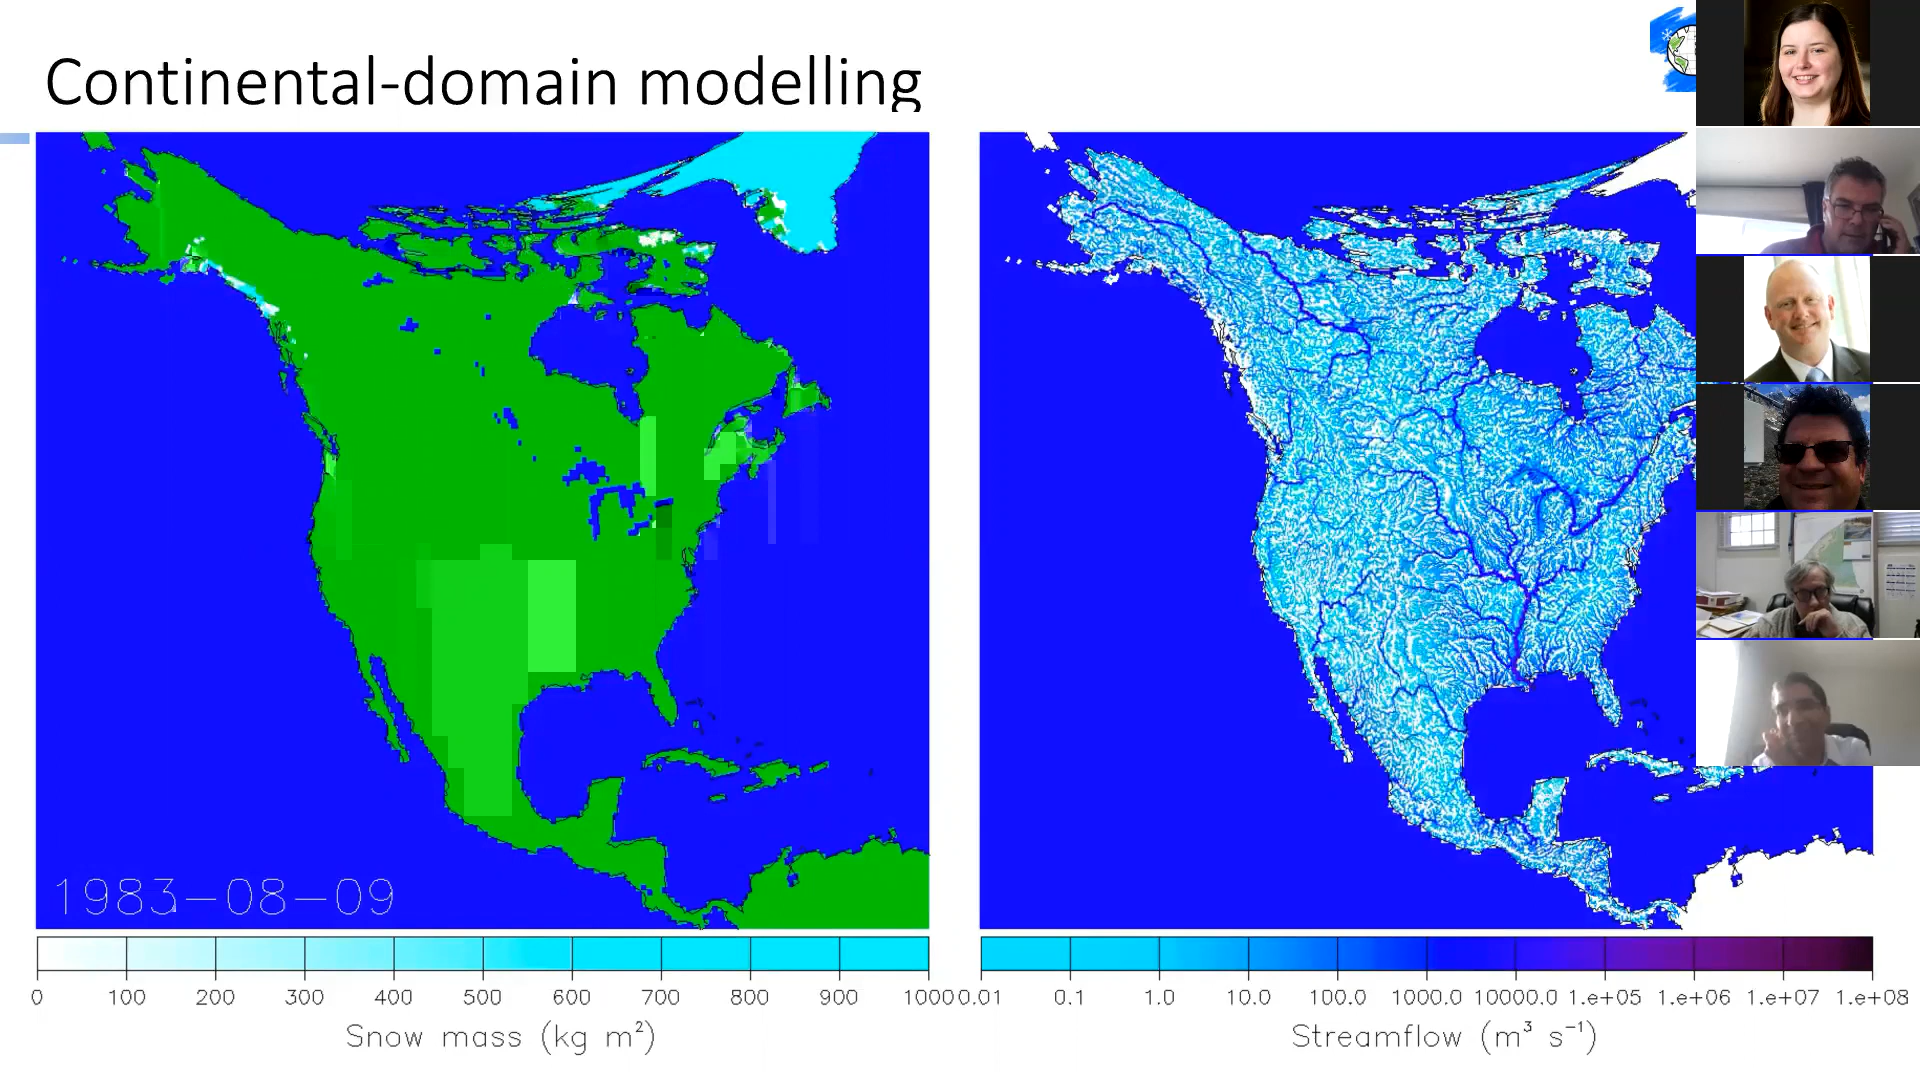 Continental-domain modelling
1983-08-09
0 100 200 300 400 500 600 700 800 900 1000
Snow mass (kg m²)
0.01 0.1 1.0 10.0 100.0 1000.0 10000.0 1.e+05 1.e+06 1.e+07 1.e+08
Streamflow (m³ s⁻¹)